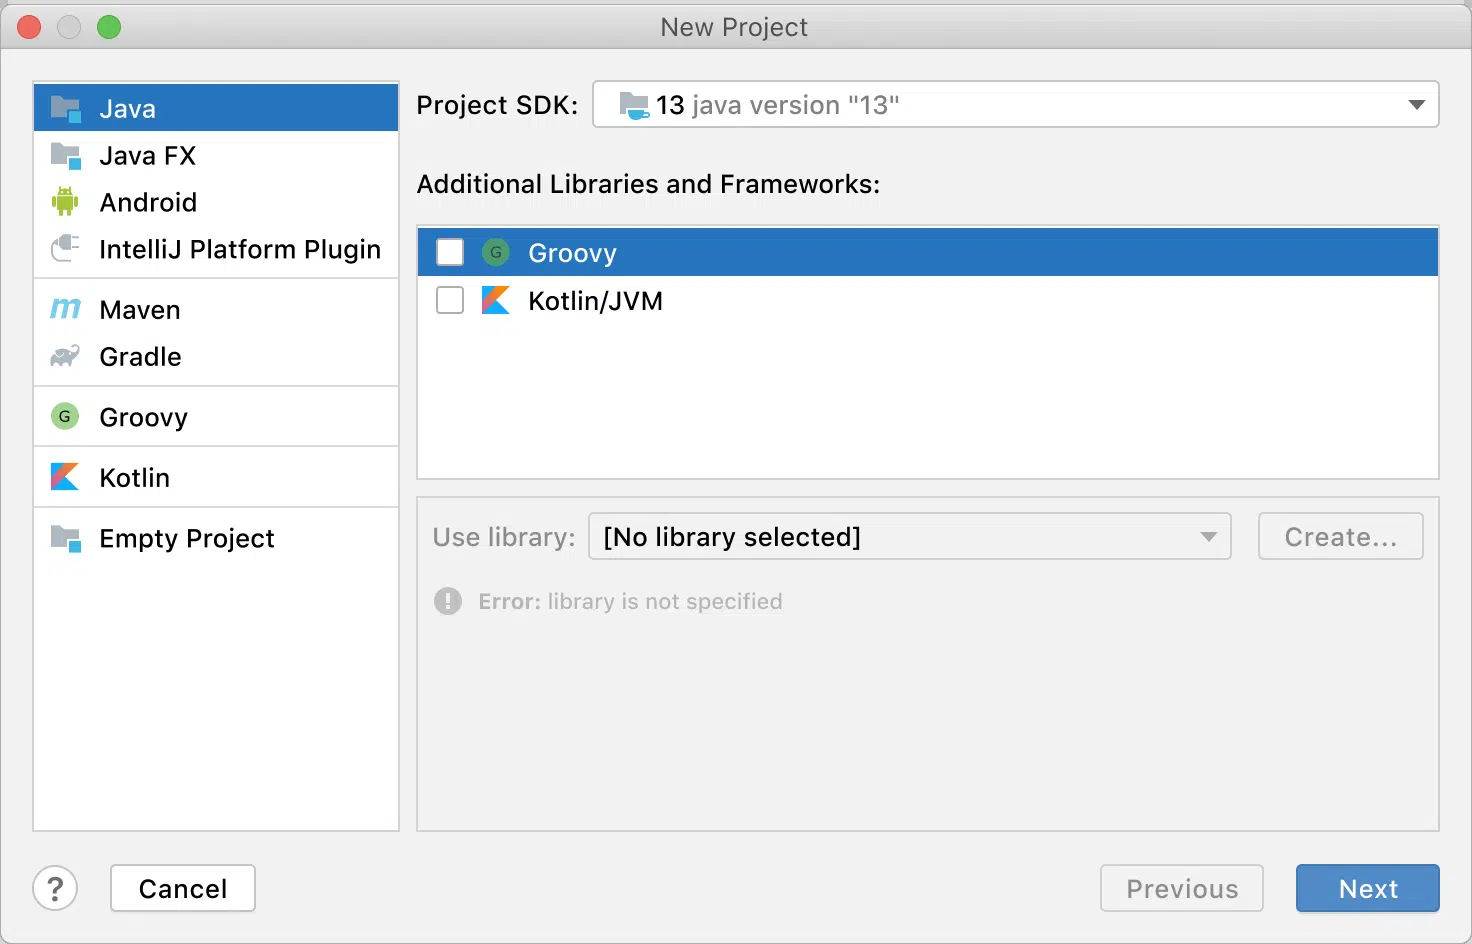 New Project
Java
Java FX
Android
IntelliJ Platform Plugin
Maven
Gradle
G Groovy
Kotlin
Empty Project
Project SDK: 13 java version "13"
Additional Libraries and Frameworks:
G Groovy
Kotlin/JVM
Use library: [No library selected] Create...
! Error: library is not specified
? Cancel Previous Next